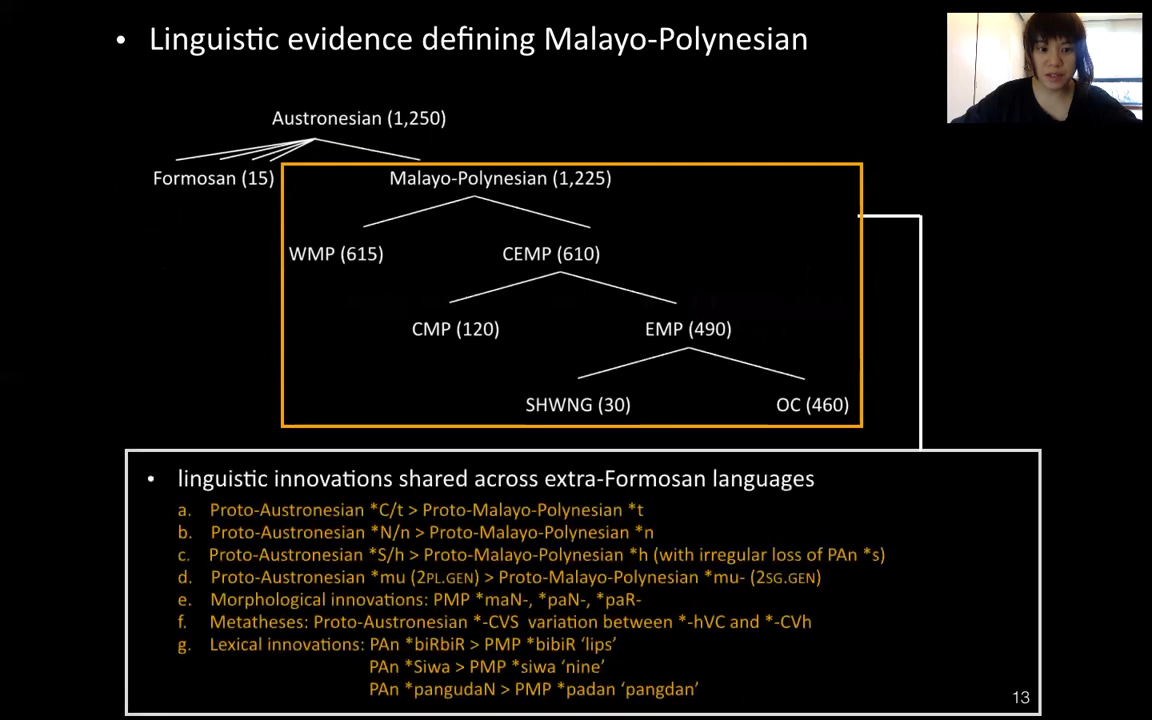 • Linguistic evidence defining Malayo-Polynesian
Austronesian (1,250)
Formosan (15)
Malayo-Polynesian (1,225)
WMP (615)
CEMP (610)
CMP (120)
EMP (490)
SHWNG (30)
OC (460)
• linguistic innovations shared across extra-Formosan languages
a. Proto-Austronesian *C/t > Proto-Malayo-Polynesian *t
b. Proto-Austronesian *N/n > Proto-Malayo-Polynesian *n
c. Proto-Austronesian *S/h > Proto-Malayo-Polynesian *h (with irregular loss of PAn *s)
d. Proto-Austronesian *mu (2PL.GEN) > Proto-Malayo-Polynesian *mu- (2SG.GEN)
e. Morphological innovations: PMP *maN-, *paN-, *paR-
f. Metatheses: Proto-Austronesian *-CVS variation between *-hVC and *-CVh
g. Lexical innovations: PAn *biRbiR > PMP *bibiR ‘lips’
PAn *Siwa > PMP *siwa ‘nine’
PAn *pangudaN > PMP *padan ‘pangdan’
13